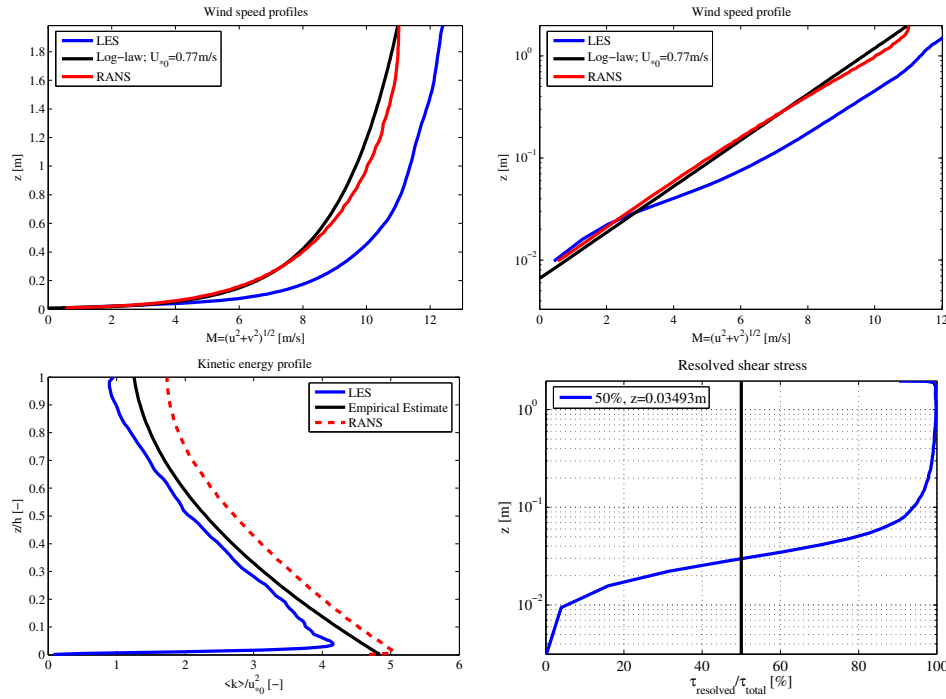 Wind speed profiles
LES
Log−law; U*0=0.77m/s
RANS
z [m]
0 0.2 0.4 0.6 0.8 1 1.2 1.4 1.6 1.8
0 2 4 6 8 10 12
M=(u²+v²)^1/2 [m/s]
Wind speed profile
LES
Log−law; U*0=0.77m/s
RANS
z [m]
10^−2 10^−1 10^0
0 2 4 6 8 10 12
M=(u²+v²)^1/2 [m/s]
Kinetic energy profile
LES
Empirical Estimate
RANS
z/h [−]
0 0.1 0.2 0.3 0.4 0.5 0.6 0.7 0.8 0.9 1
0 1 2 3 4 5 6
<k>/u²*0 [−]
Resolved shear stress
50%, z=0.03493m
z [m]
10^−2 10^−1 10^0
0 20 40 60 80 100
τresolved/τtotal [%]